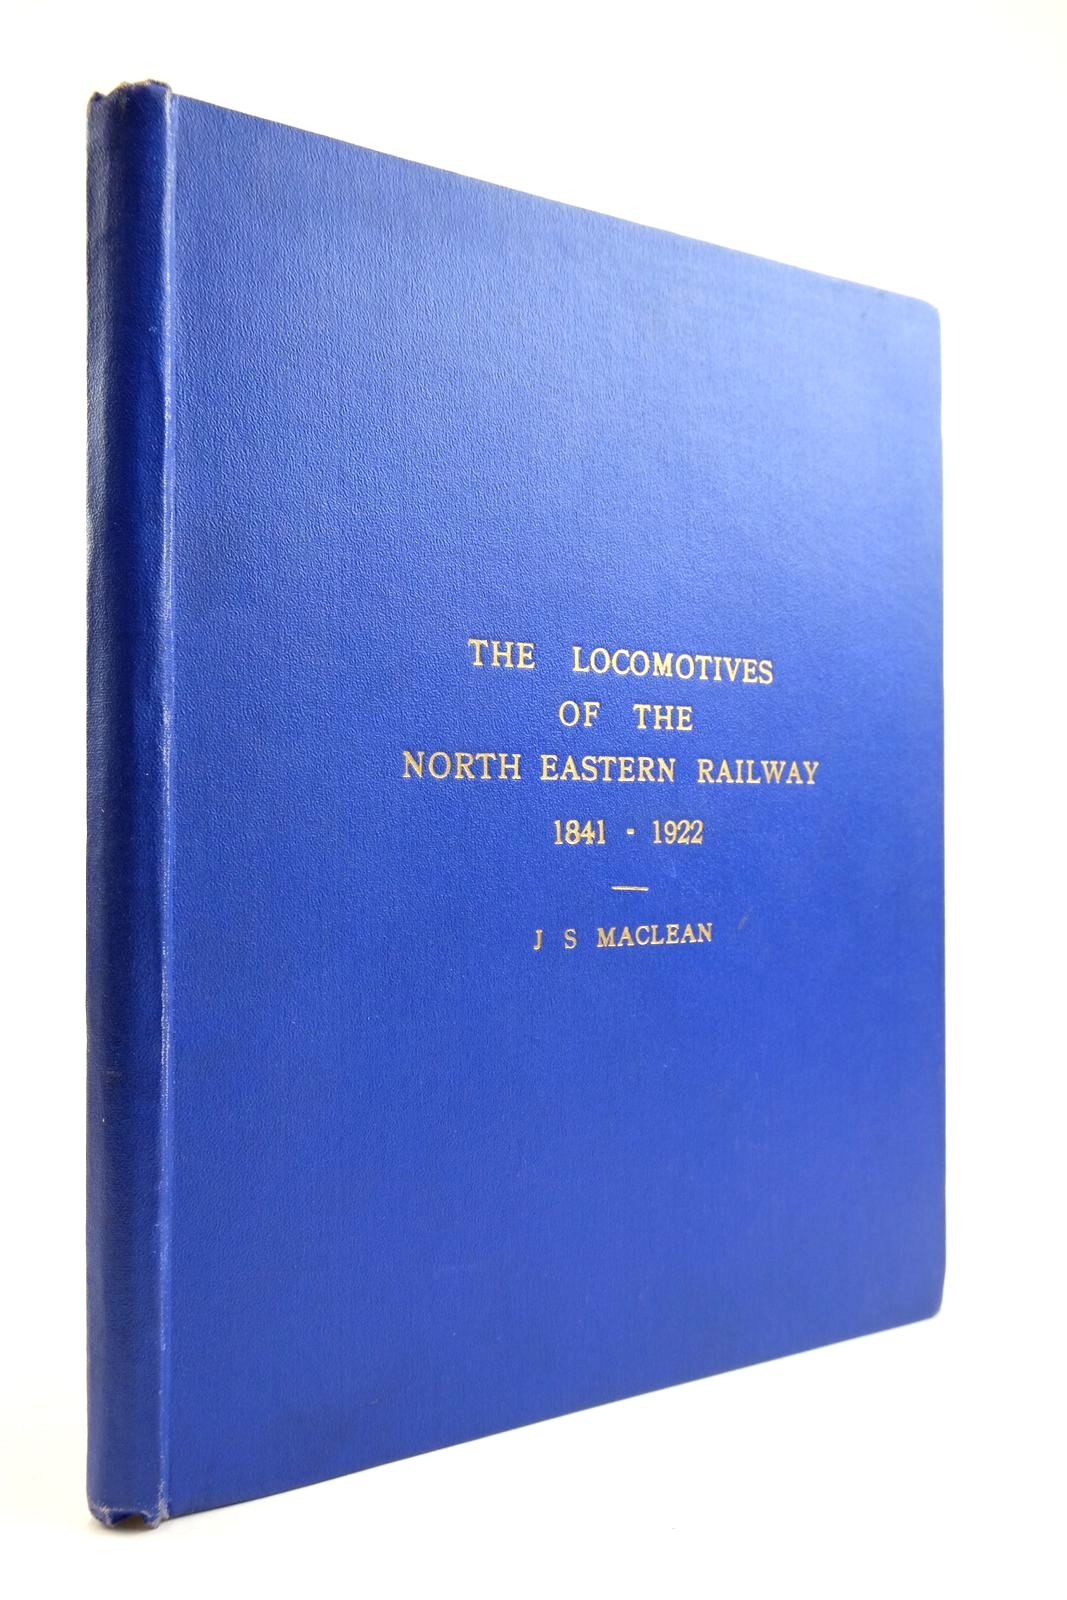 THE LOCOMOTIVES
OF THE
NORTH EASTERN RAILWAY
1841 - 1922
J S MACLEAN